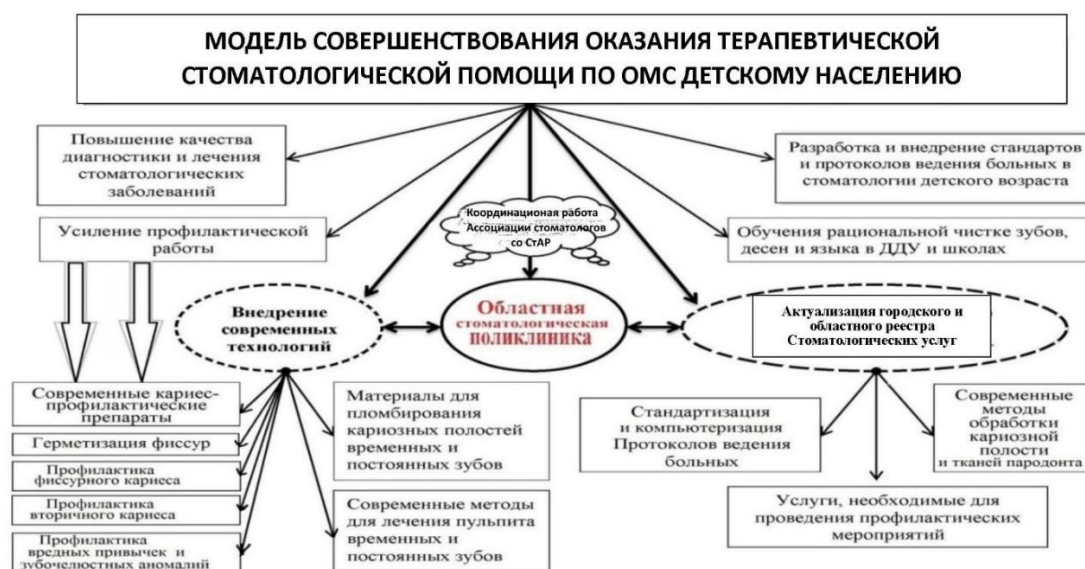 МОДЕЛЬ СОВЕРШЕНСТВОВАНИЯ ОКАЗАНИЯ ТЕРАПЕВТИЧЕСКОЙ
СТОМАТОЛОГИЧЕСКОЙ ПОМОЩИ ПО ОМС ДЕТСКОМУ НАСЕЛЕНИЮ
Повышение качества
диагностики и лечения
стоматологических
заболеваний
Разработка и внедрение стандартов
и протоколов ведения больных в
стоматологии детского возраста
Усиление профилактической
работы
Координационая работа
Ассоциации стоматологов
со СтАР
Обучения рациональной чистке зубов,
десен и языка в ДДУ и школах
Внедрение
современных
технологий
Областная
стоматологическая
поликлиника
Актуализация городского и
областного реестра
Стоматологических услуг
Современные кариес-
профилактические
препараты
Герметизация фиссур
Профилактика
фиссурного кариеса
Профилактика
вторичного кариеса
Профилактика
вредных привычек и
зубочелюстных аномалий
Материалы для
пломбирования
кариозных полостей
временных и
постоянных зубов
Современные методы
для лечения пульпита
временных и
постоянных зубов
Стандартизация
и компьютеризация
Протоколов ведения
больных
Современные
методы
обработки
кариозной
полости
и тканей пародонта
Услуги, необходимые для
проведения профилактических
мероприятий